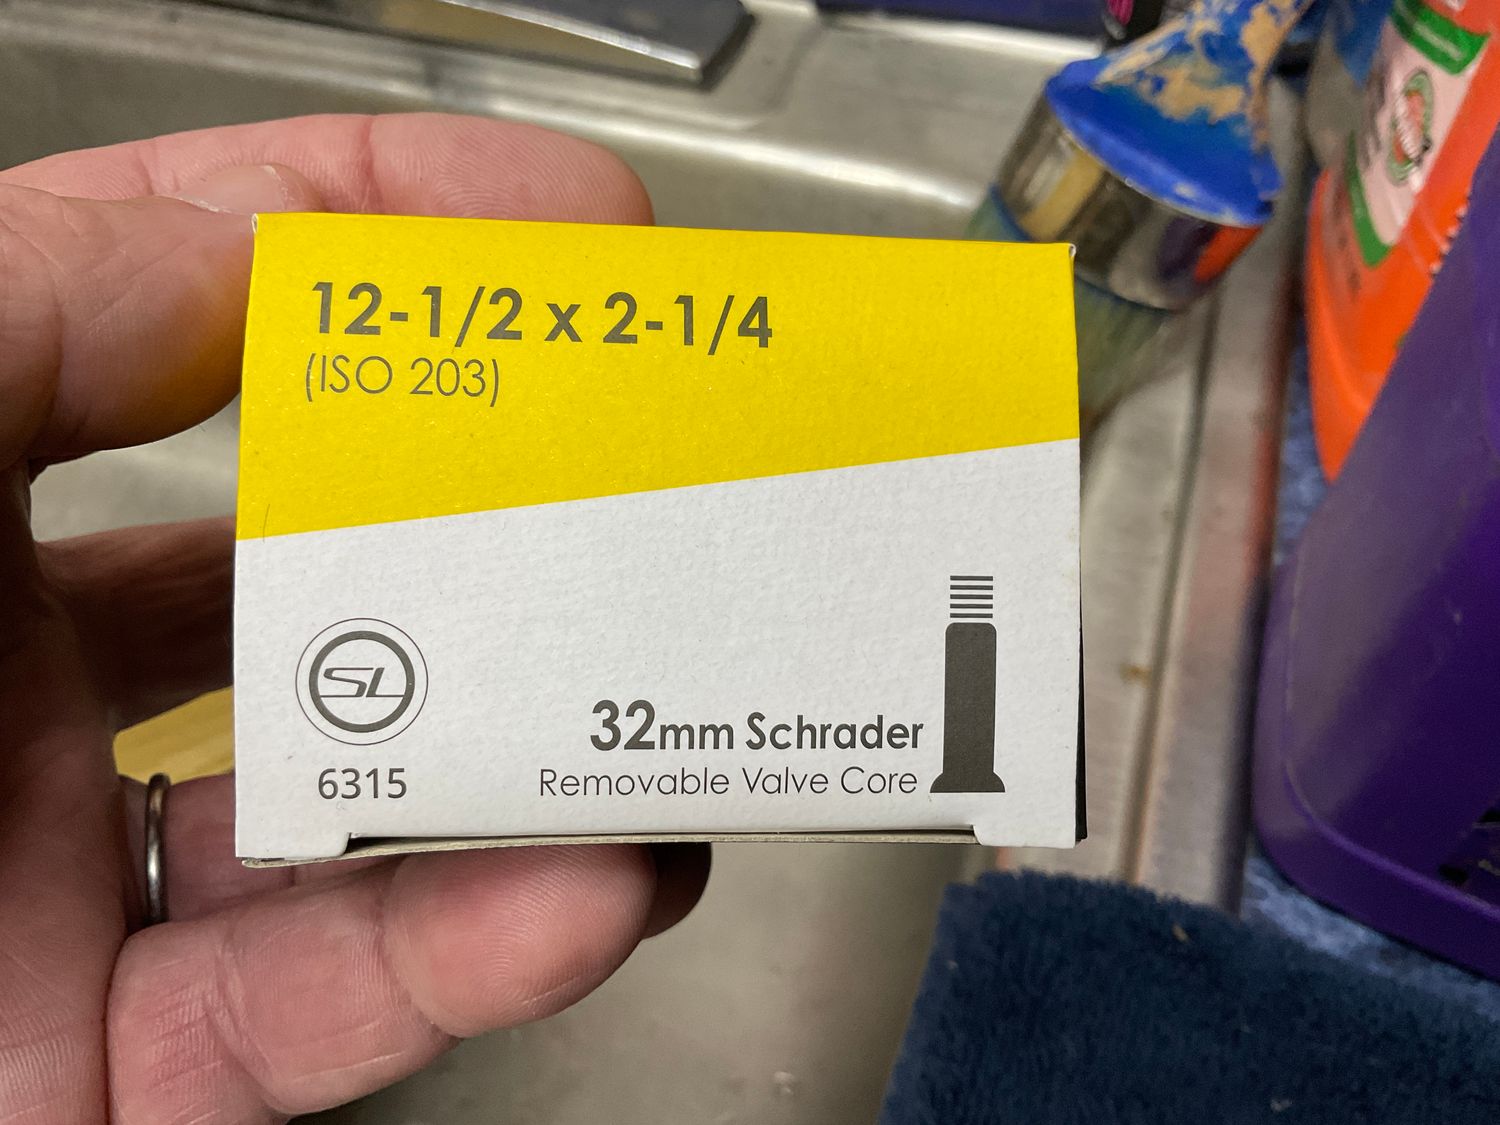 12-1/2 x 2-1/4
(ISO 203)
SL
6315
32mm Schrader
Removable Valve Core